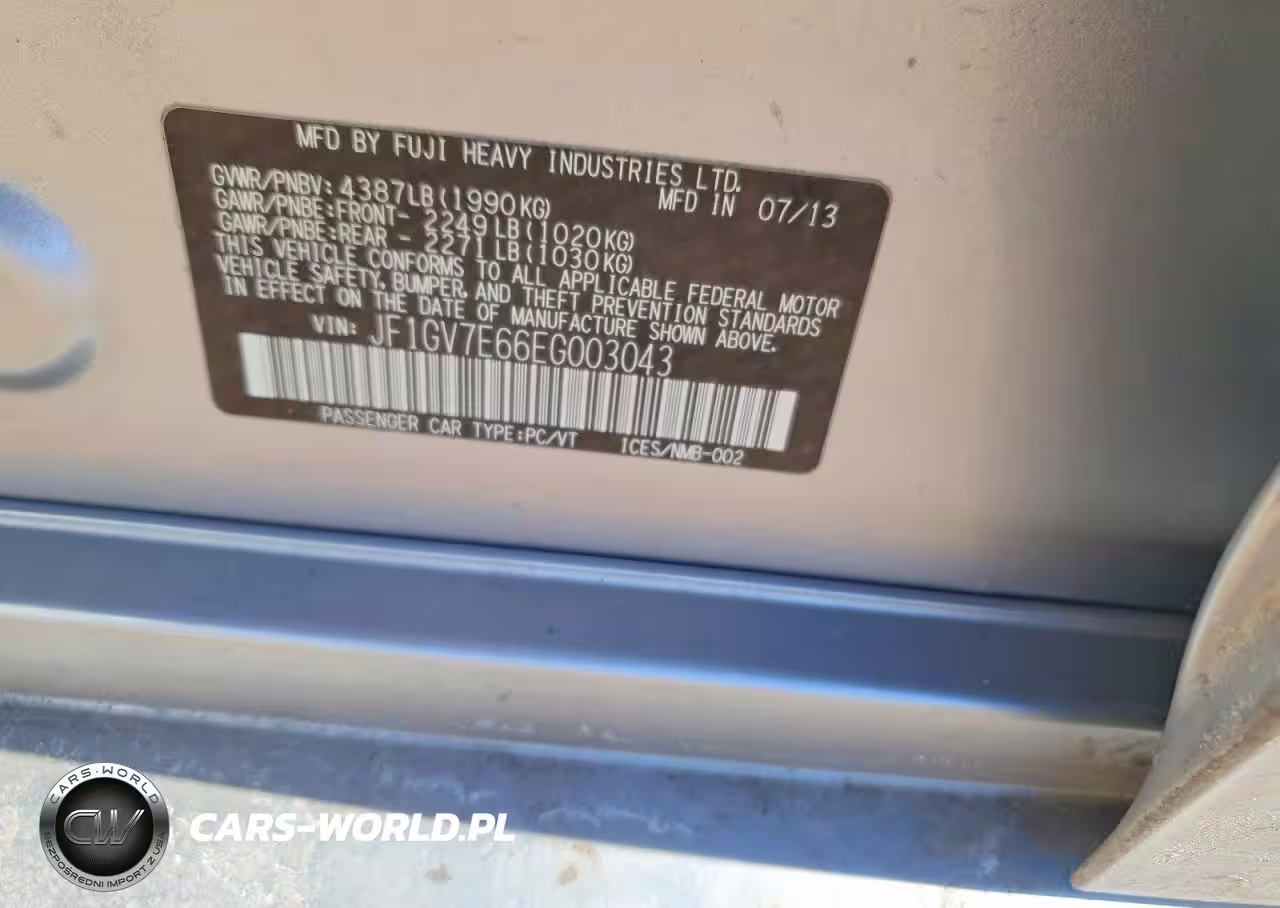 MFD BY FUJI HEAVY INDUSTRIES LTD.
GVWR/PNBV: 4387LB(1990KG) MFD IN 07/13
GAWR/PNBE:FRONT- 2249LB(1020KG)
GAWR/PNBE:REAR - 2271LB(1030KG)
THIS VEHICLE CONFORMS TO ALL APPLICABLE FEDERAL MOTOR
VEHICLE SAFETY, BUMPER, AND THEFT PREVENTION STANDARDS
IN EFFECT ON THE DATE OF MANUFACTURE SHOWN ABOVE.
VIN: JF1GV7E66EG003043
PASSENGER CAR TYPE:PC/VT ICES/NMB-002
CARS-WORLD
CW
BEZPOŚREDNI IMPORT Z USA
CARS-WORLD.PL